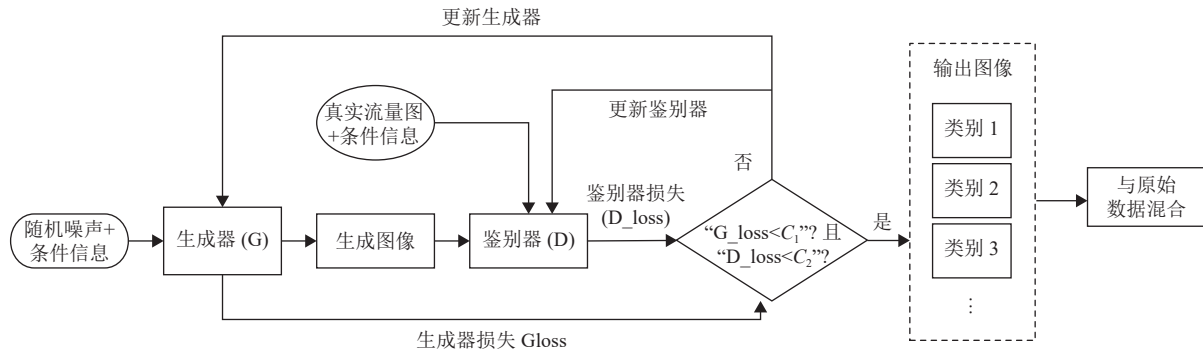 更新生成器
真实流量图
+条件信息
更新鉴别器
否
随机噪声+
条件信息
生成器 (G)
生成图像
鉴别器 (D)
鉴别器损失
(D_loss)
“G_loss<C₁”? 且
“D_loss<C₂”?
是
生成器损失 Gloss
输出图像
类别 1
类别 2
类别 3
⋮
与原始
数据混合